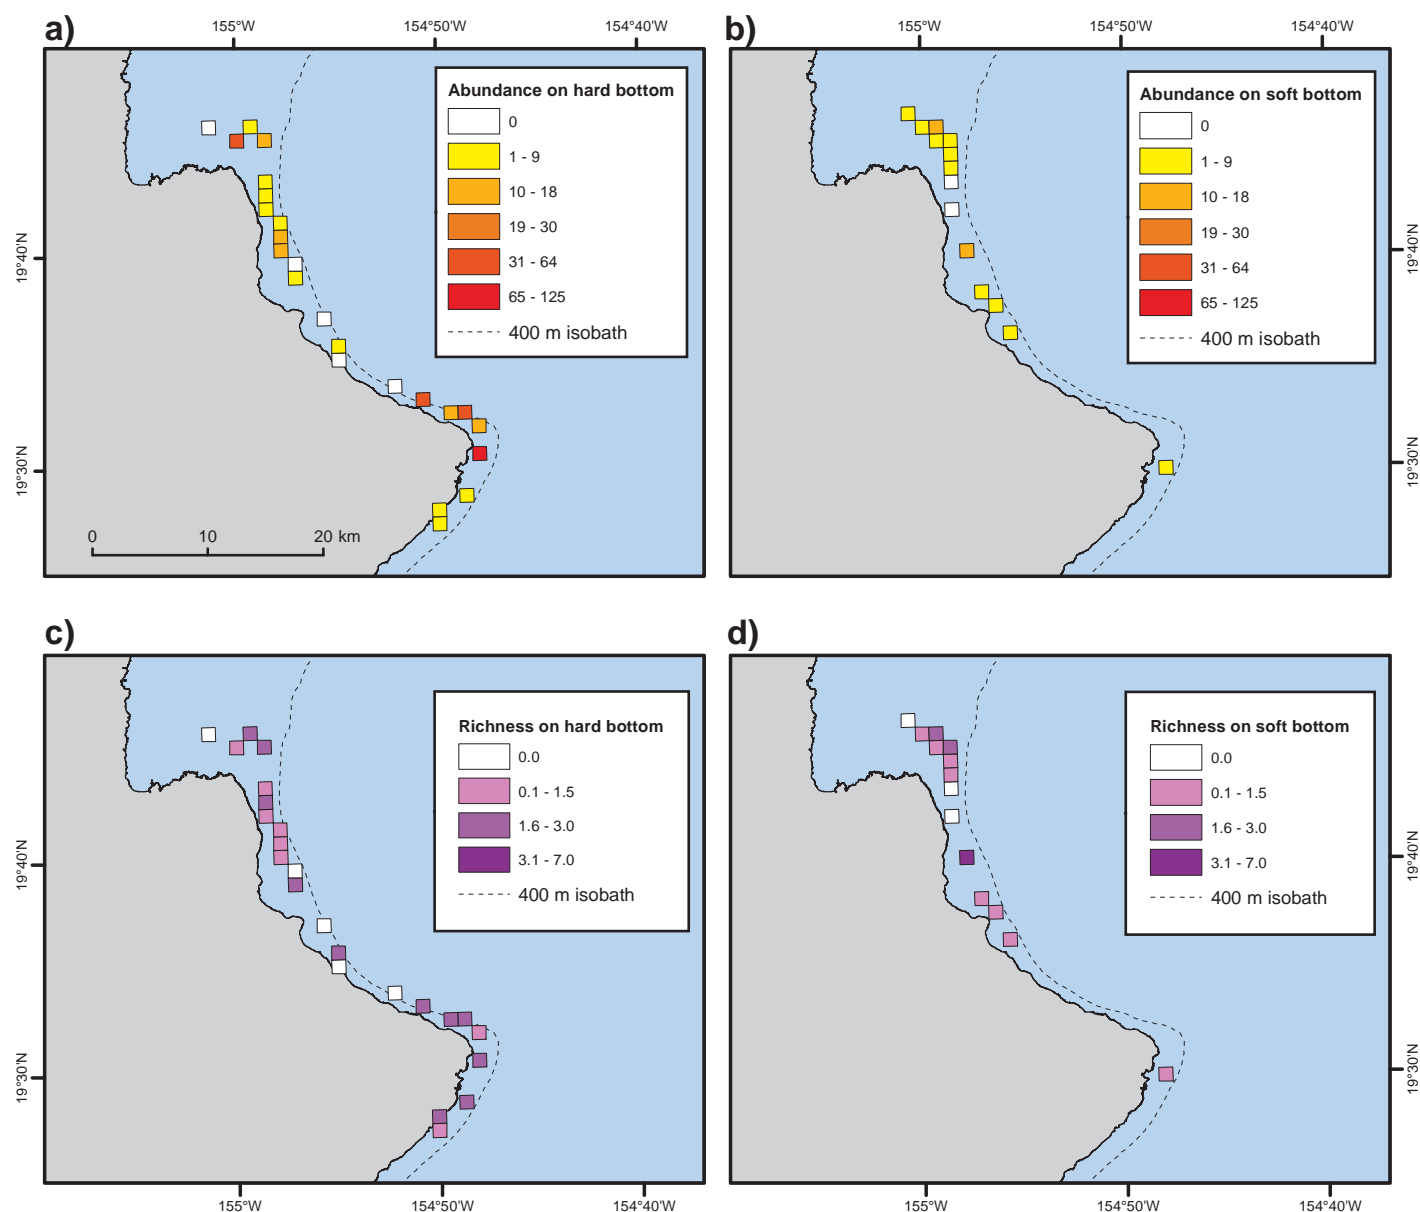 a)
155°W
154°50'W
154°40'W
Abundance on hard bottom
0
1 - 9
10 - 18
19 - 30
31 - 64
65 - 125
400 m isobath
19°40'N
19°30'N
0 10 20 km
b)
155°W
154°50'W
154°40'W
Abundance on soft bottom
0
1 - 9
10 - 18
19 - 30
31 - 64
65 - 125
400 m isobath
19°40'N
19°30'N
c)
Richness on hard bottom
0.0
0.1 - 1.5
1.6 - 3.0
3.1 - 7.0
400 m isobath
19°40'N
19°30'N
155°W
154°50'W
154°40'W
d)
Richness on soft bottom
0.0
0.1 - 1.5
1.6 - 3.0
3.1 - 7.0
400 m isobath
19°40'N
19°30'N
155°W
154°50'W
154°40'W